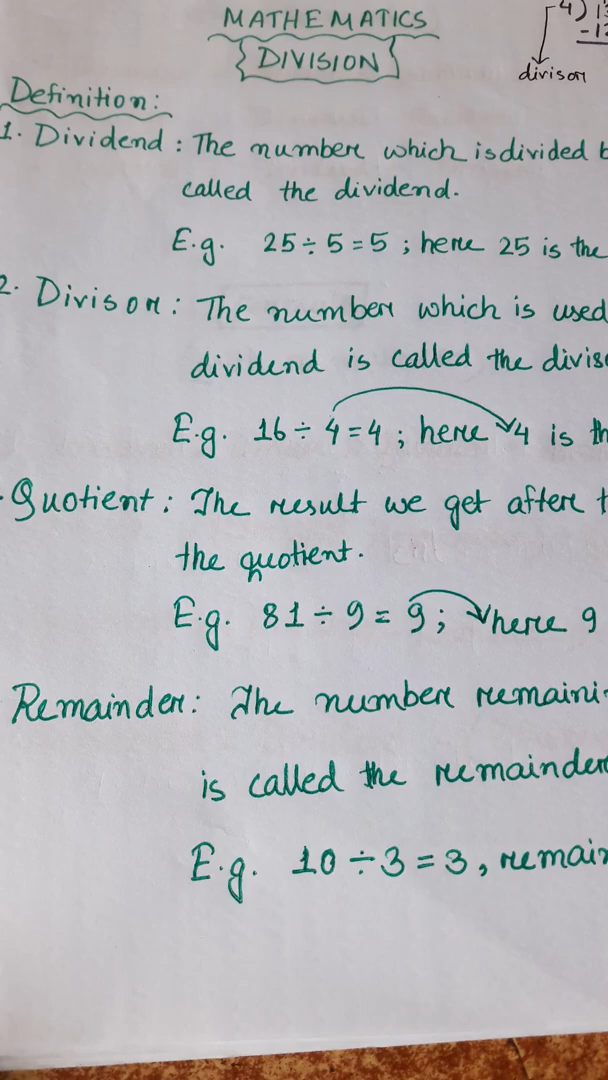 MATHEMATICS
DIVISION
4) 13
-12
divisor
Definition:
1. Dividend: The number which is divided b
called the dividend.
E.g. 25÷5=5; here 25 is the
2. Divisor: The number which is used
dividend is called the divis
E.g. 16÷4=4; here 4 is th
Quotient: The result we get after t
the quotient.
E.g. 81÷9=9; here 9
Remainder: The number remaini
is called the remainder
E.g. 10÷3=3, remain